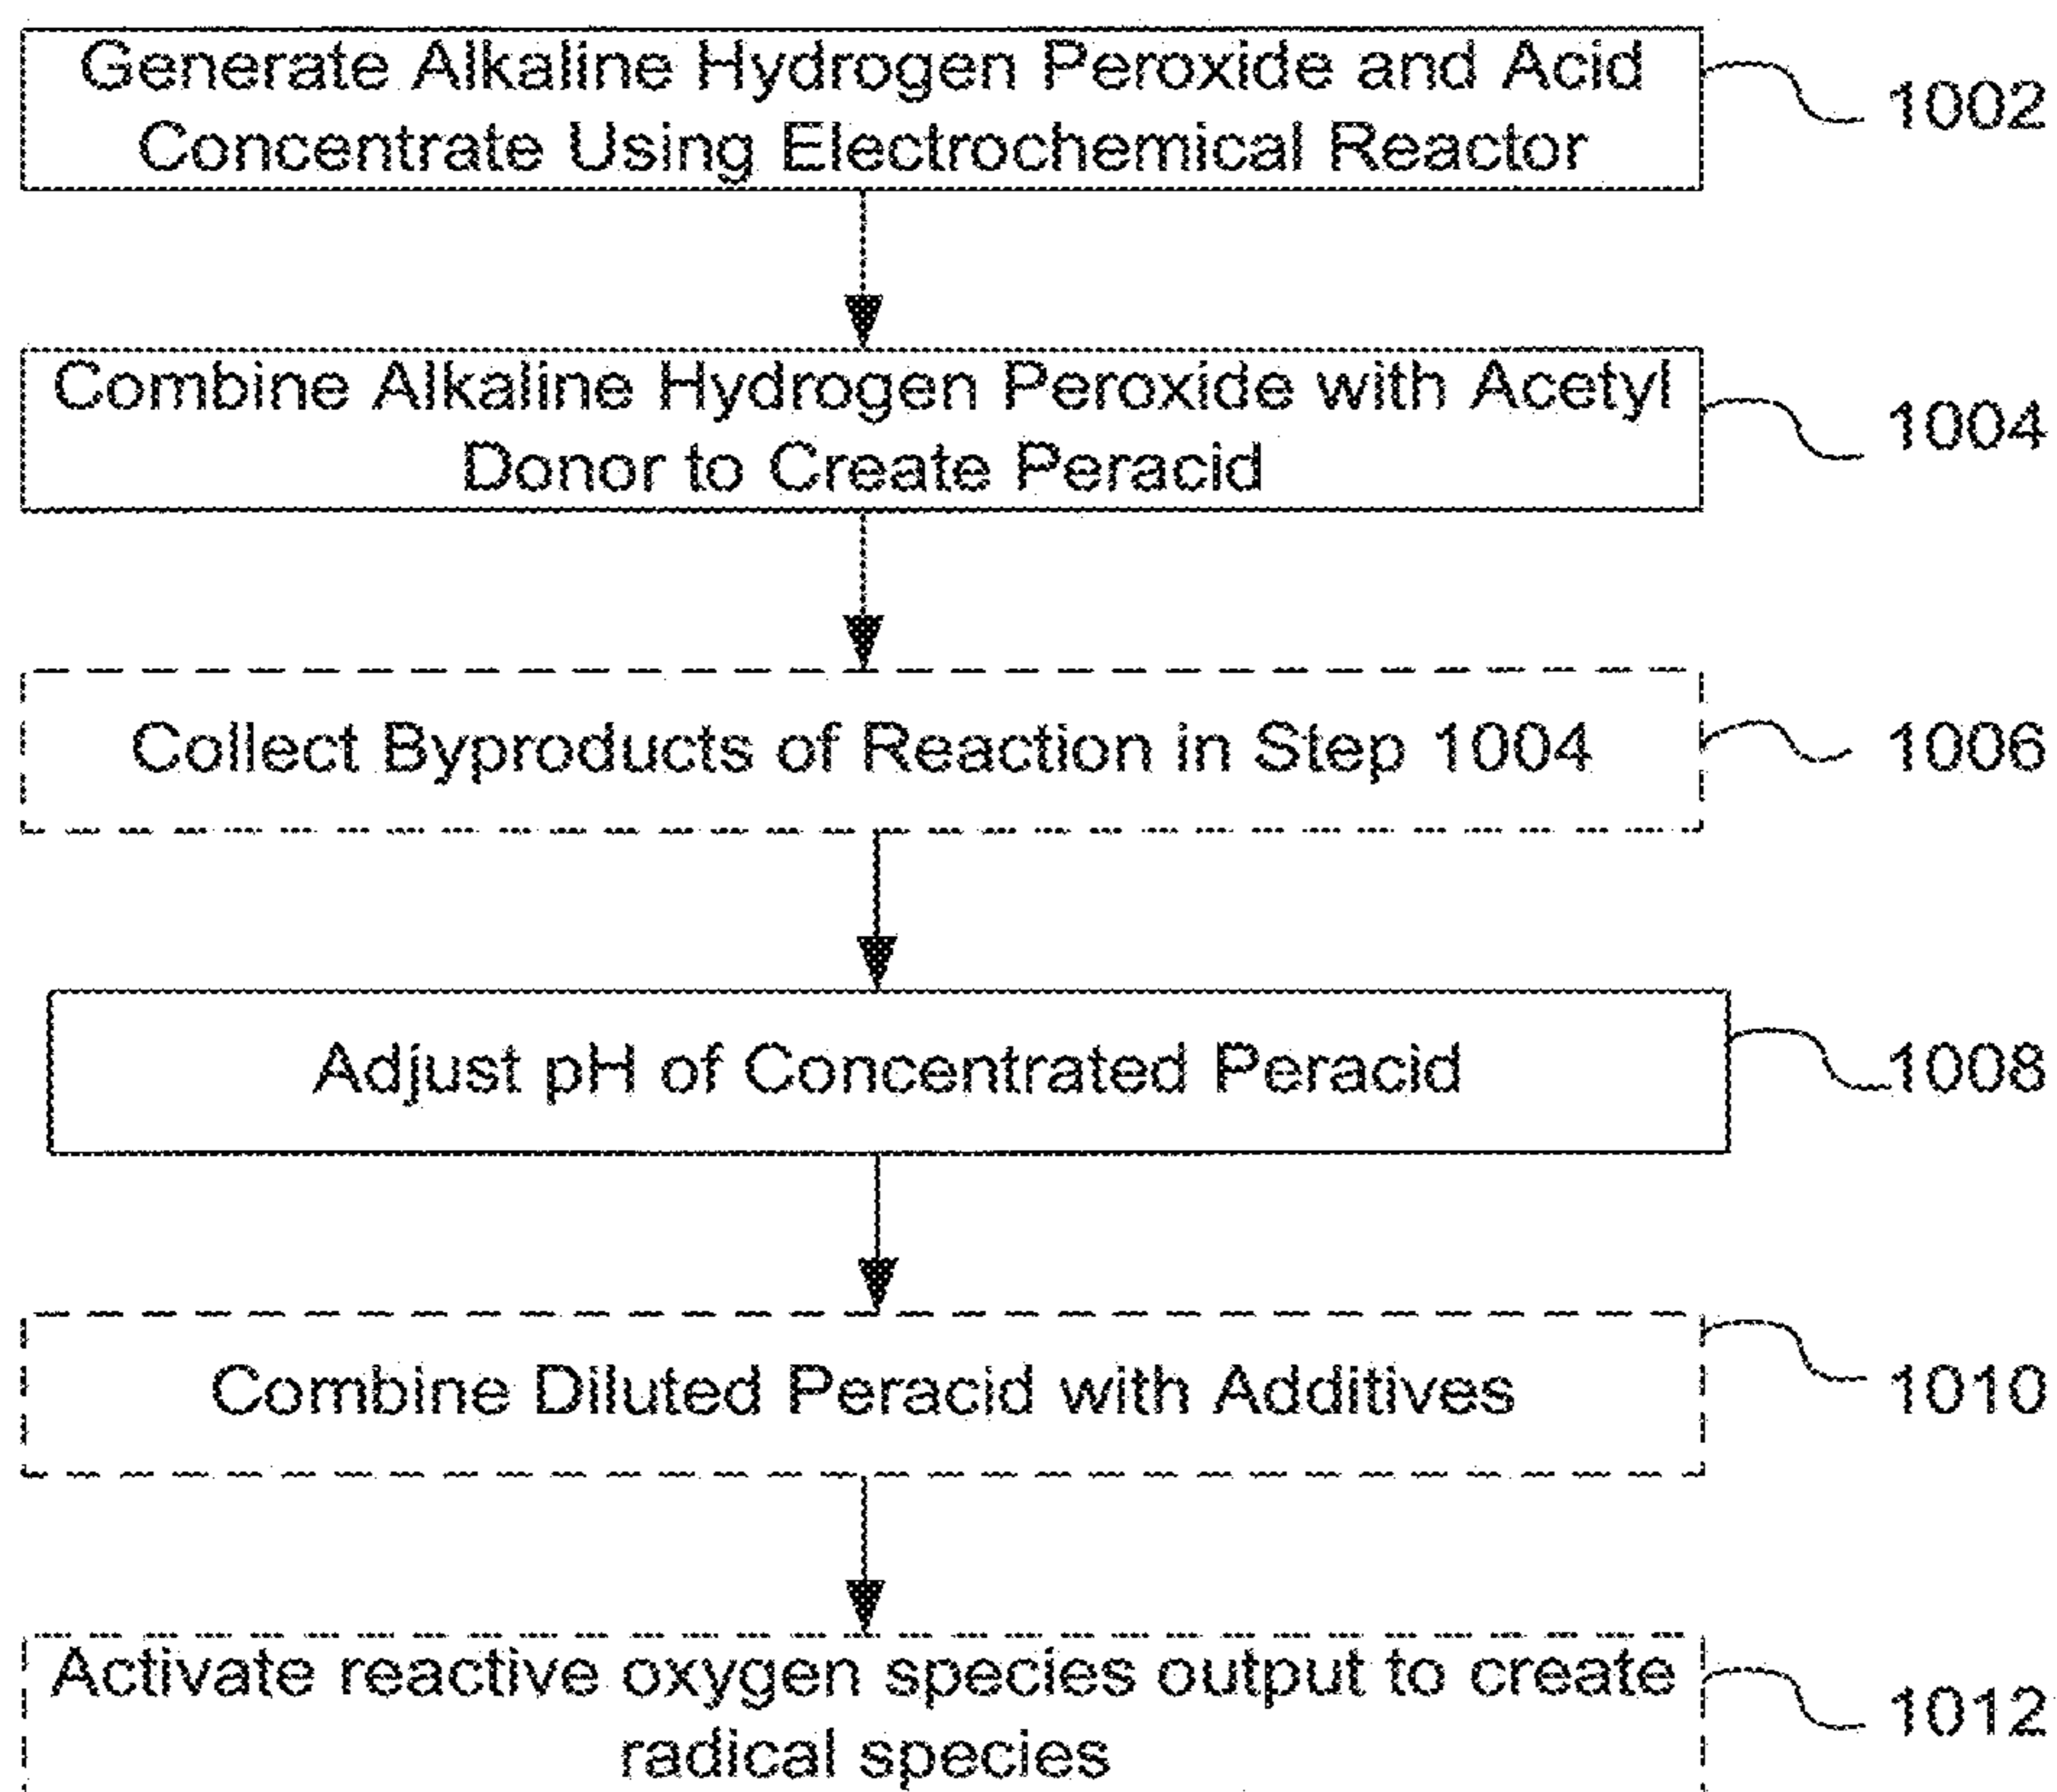 Generate Alkaline Hydrogen Peroxide and Acid
Concentrate Using Electrochemical Reactor
1002
Combine Alkaline Hydrogen Peroxide with Acetyl
Donor to Create Peracid
1004
Collect Byproducts of Reaction in Step 1004
1006
Adjust pH of Concentrated Peracid
1008
Combine Diluted Peracid with Additives
1010
Activate reactive oxygen species output to create
radical species
1012